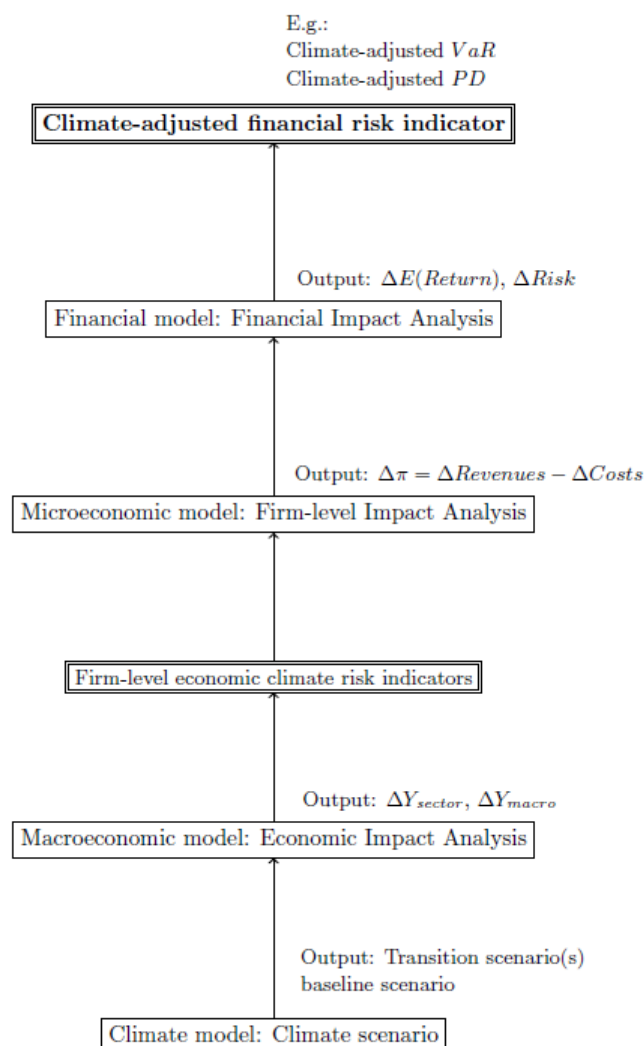 E.g.:
Climate-adjusted VaR
Climate-adjusted PD
Climate-adjusted financial risk indicator
Output: ΔE(Return), ΔRisk
Financial model: Financial Impact Analysis
Output: Δπ = ΔRevenues − ΔCosts
Microeconomic model: Firm-level Impact Analysis
Firm-level economic climate risk indicators
Output: ΔY_sector, ΔY_macro
Macroeconomic model: Economic Impact Analysis
Output: Transition scenario(s)
baseline scenario
Climate model: Climate scenario